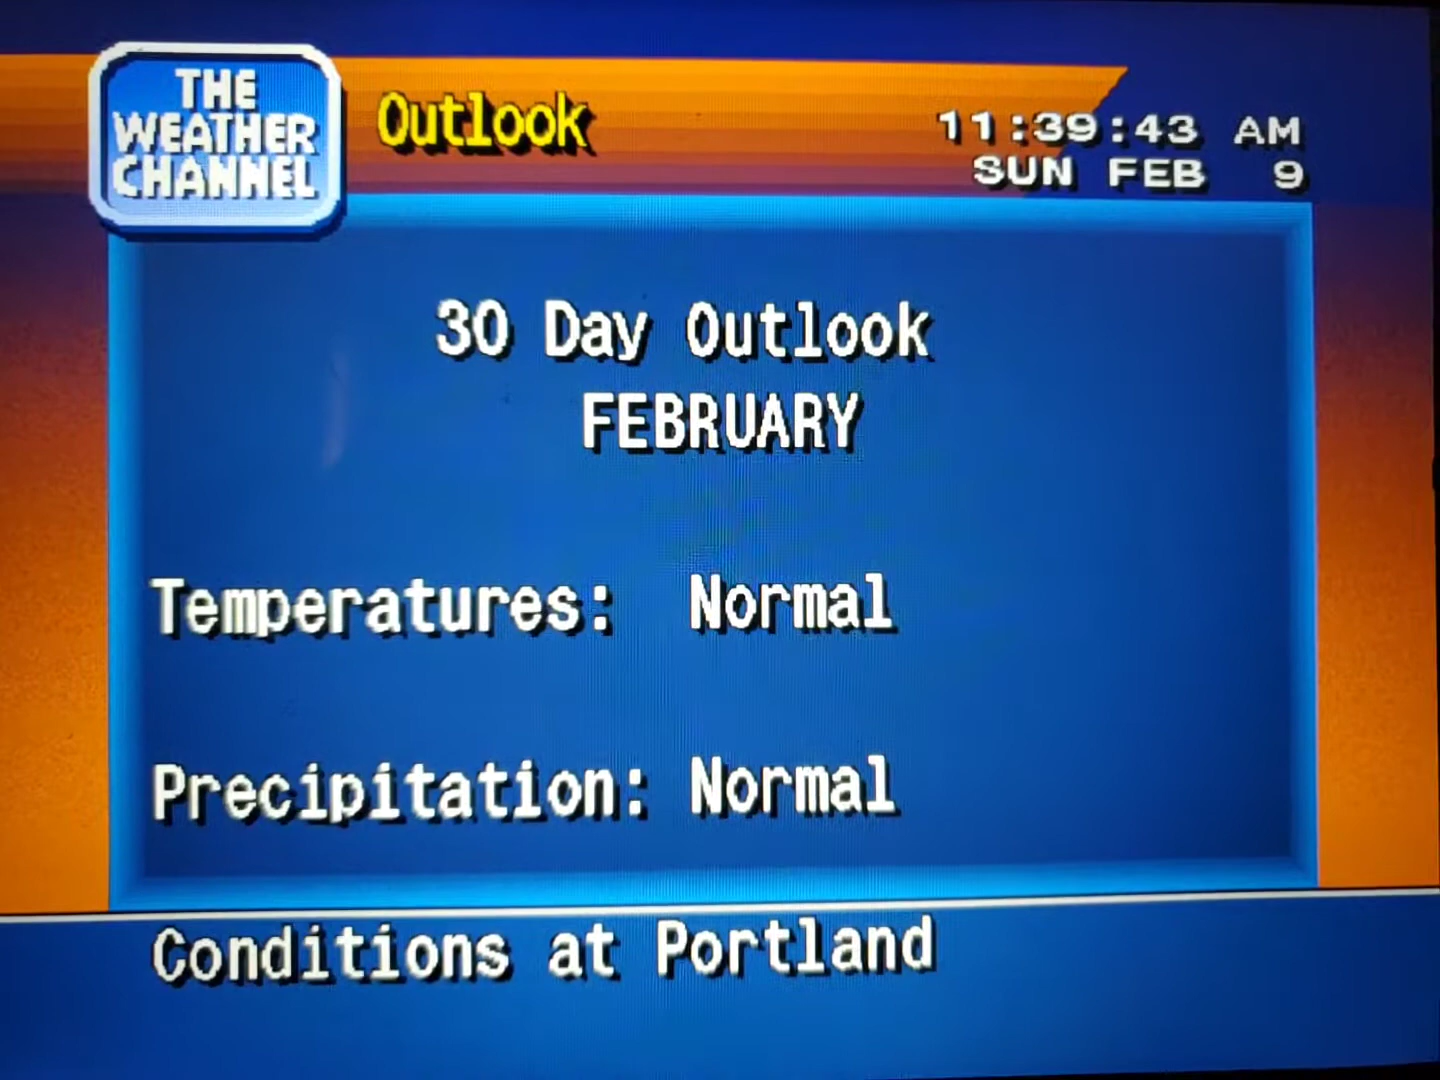 THE
WEATHER
CHANNEL
Outlook
11:39:43 AM
SUN FEB 9
30 Day Outlook
FEBRUARY
Temperatures: Normal
Precipitation: Normal
Conditions at Portland